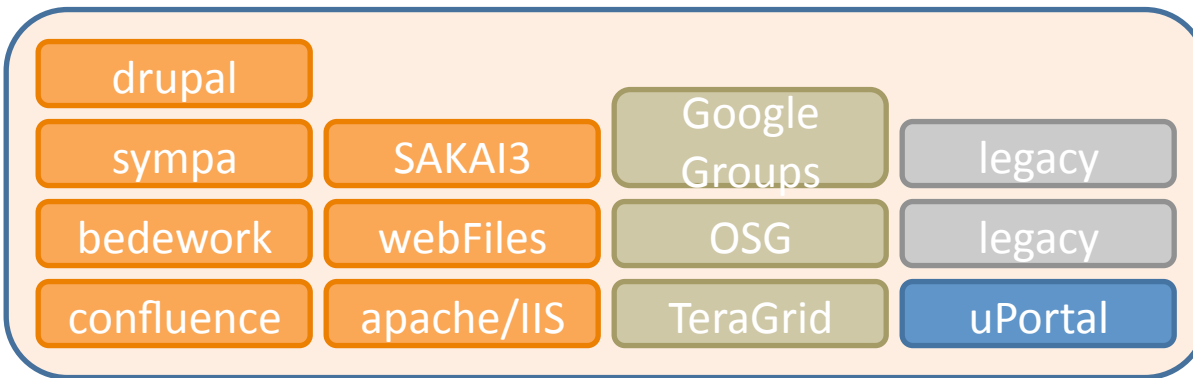 drupal
sympa
bedework
confluence
SAKAI3
webFiles
apache/IIS
Google
Groups
OSG
TeraGrid
legacy
legacy
uPortal